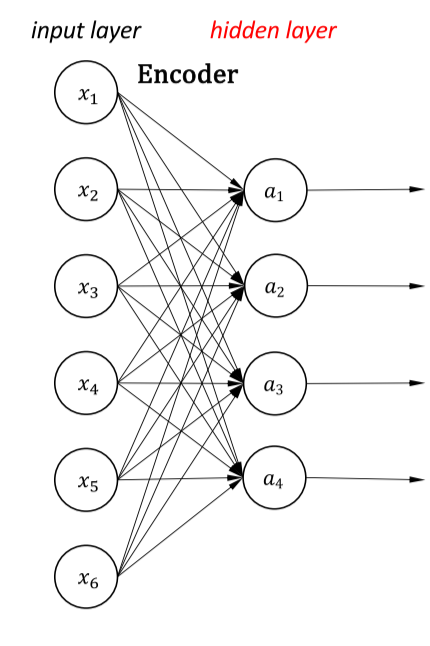 input layer
hidden layer
Encoder
x1
x2
x3
x4
x5
x6
a1
a2
a3
a4